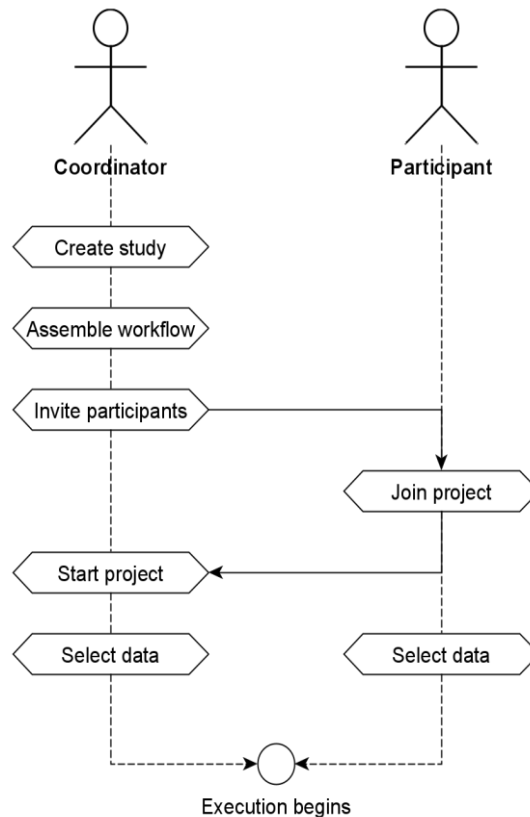 Coordinator
Participant
Create study
Assemble workflow
Invite participants
Join project
Start project
Select data
Select data
Execution begins